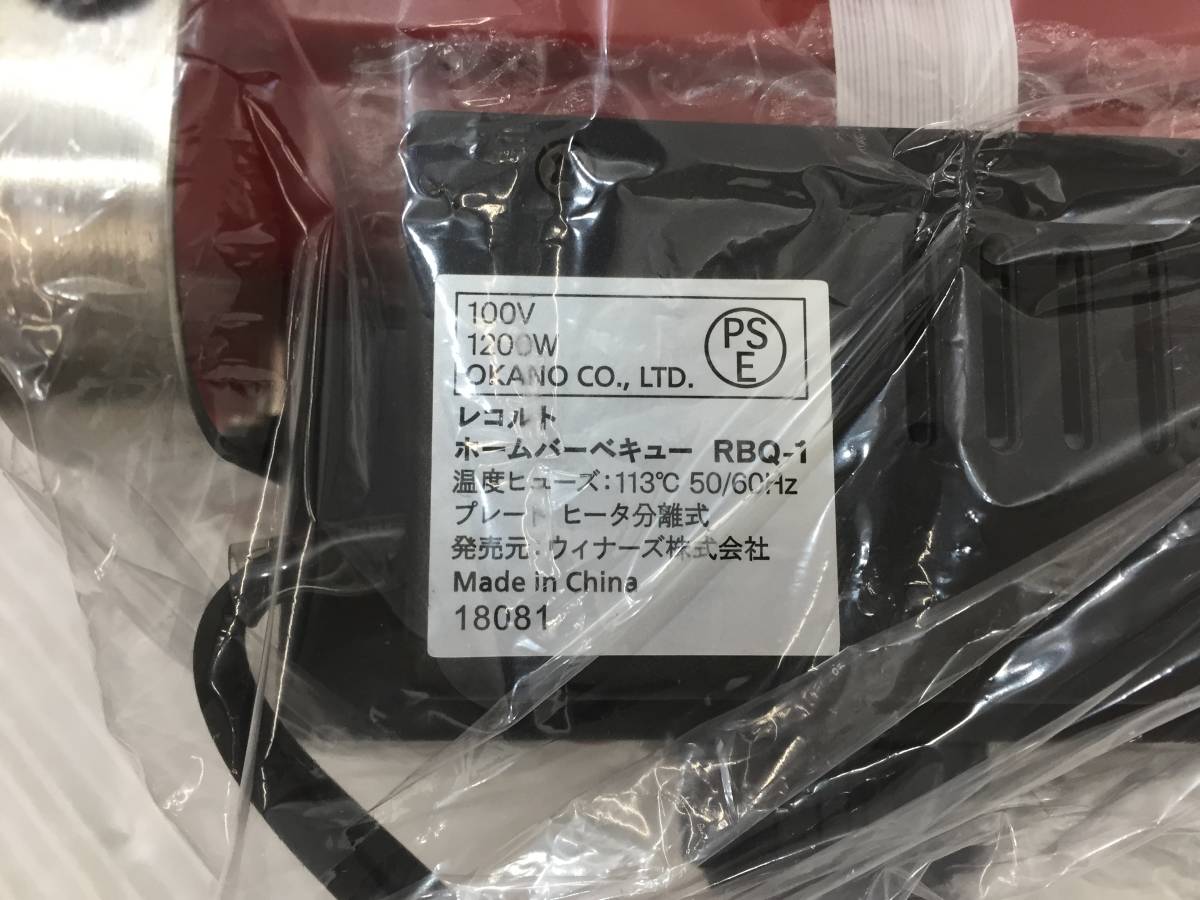 100V
1200W
OKANO CO., LTD.
PS
E
レコルト
ホームバーベキュー RBQ-1
温度ヒューズ:113℃ 50/60Hz
プレート ヒータ分離式
発売元:ウィナーズ株式会社
Made in China
18081